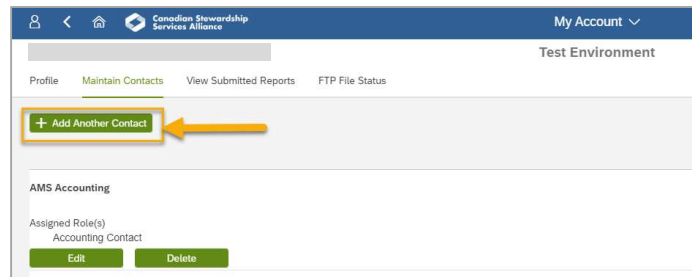 Canadian Stewardship
Services Alliance
My Account
Test Environment
Profile Maintain Contacts View Submitted Reports FTP File Status
+ Add Another Contact
AMS Accounting
Assigned Role(s)
Accounting Contact
Edit Delete